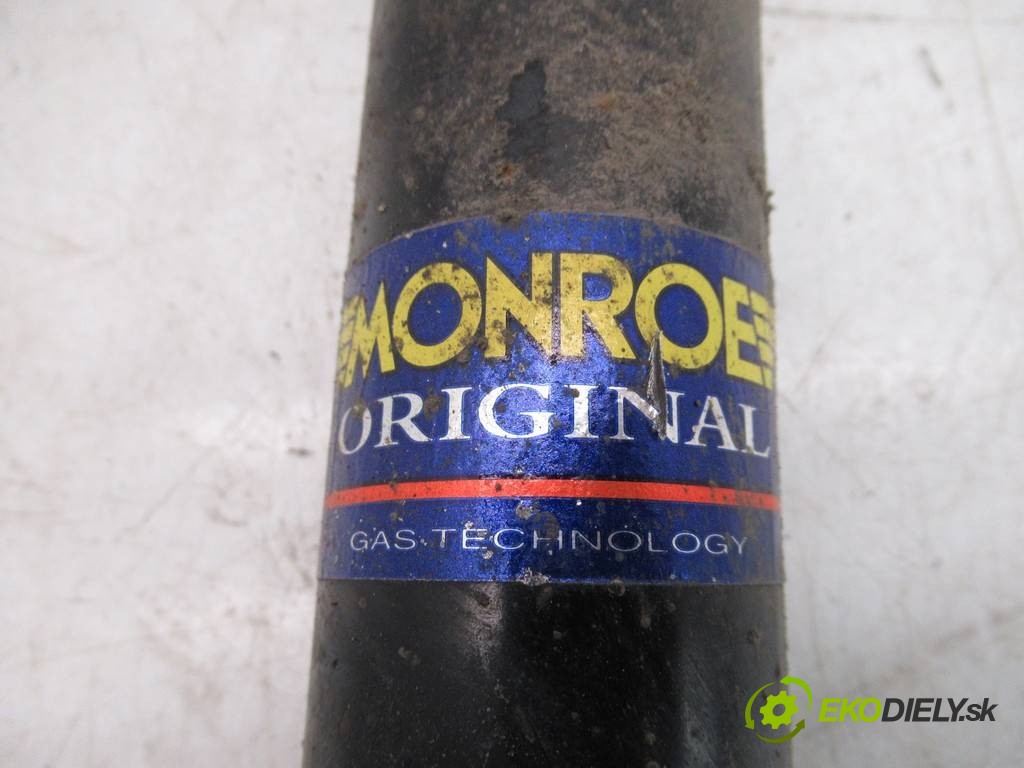 MONROE
ORIGINAL
GAS TECHNOLOGY
EKODIELY.sk